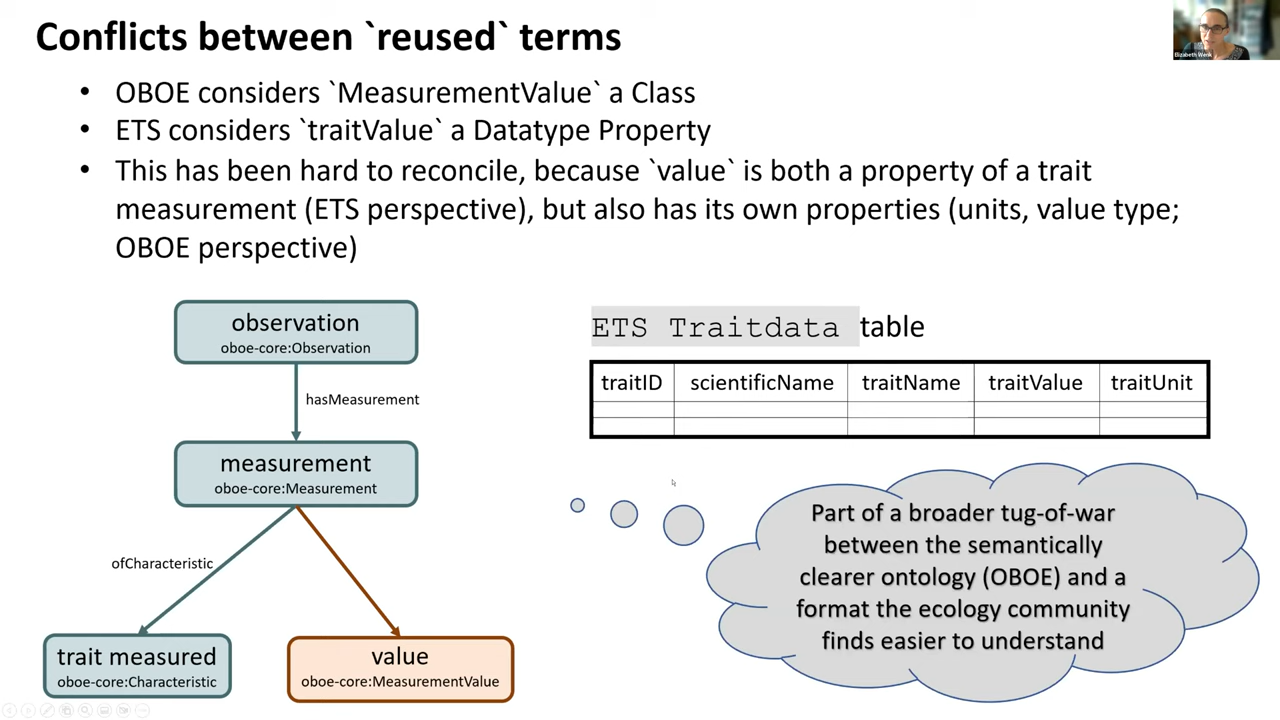 Conflicts between `reused` terms
Elizabeth Wenk
• OBOE considers `MeasurementValue` a Class
• ETS considers `traitValue` a Datatype Property
• This has been hard to reconcile, because `value` is both a property of a trait
measurement (ETS perspective), but also has its own properties (units, value type;
OBOE perspective)
observation
oboe-core:Observation
hasMeasurement
measurement
oboe-core:Measurement
ofCharacteristic
trait measured
oboe-core:Characteristic
value
oboe-core:MeasurementValue
ETS Traitdata table
traitID scientificName traitName traitValue traitUnit
Part of a broader tug-of-war
between the semantically
clearer ontology (OBOE) and a
format the ecology community
finds easier to understand